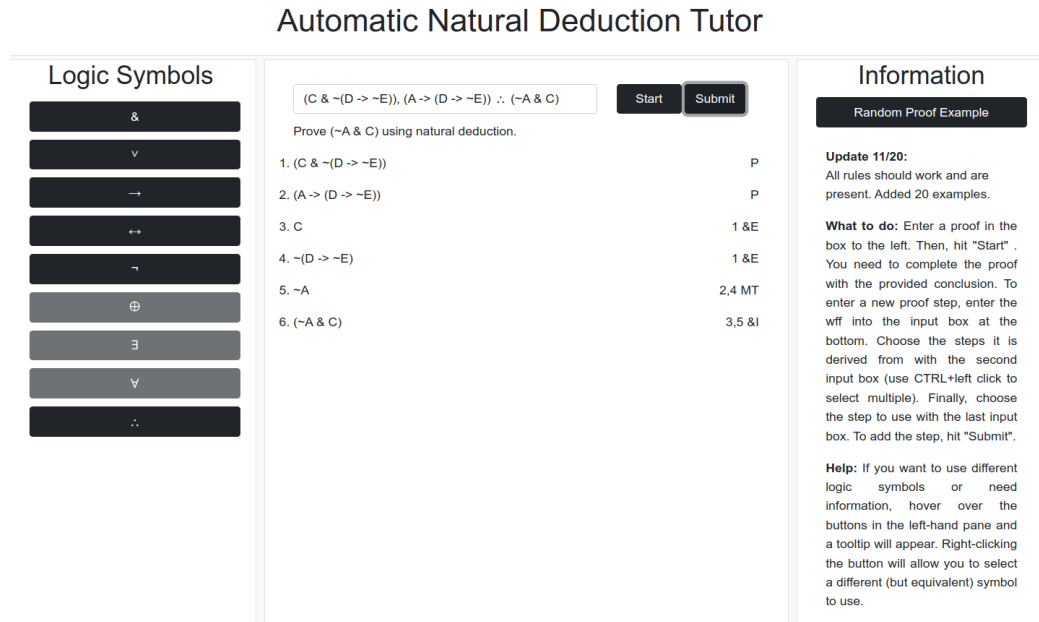 Automatic Natural Deduction Tutor
Logic Symbols
&
∨
→
↔
¬
⊕
∃
∀
∴
(C & ~(D -> ~E)), (A -> (D -> ~E)) ∴ (~A & C)
Start
Submit
Prove (~A & C) using natural deduction.
1. (C & ~(D -> ~E)) P
2. (A -> (D -> ~E)) P
3. C 1 &E
4. ~(D -> ~E) 1 &E
5. ~A 2,4 MT
6. (~A & C) 3,5 &I
Information
Random Proof Example
Update 11/20:
All rules should work and are
present. Added 20 examples.
What to do: Enter a proof in the
box to the left. Then, hit "Start" .
You need to complete the proof
with the provided conclusion. To
enter a new proof step, enter the
wff into the input box at the
bottom. Choose the steps it is
derived from with the second
input box (use CTRL+left click to
select multiple). Finally, choose
the step to use with the last input
box. To add the step, hit "Submit".
Help: If you want to use different
logic symbols or need
information, hover over the
buttons in the left-hand pane and
a tooltip will appear. Right-clicking
the button will allow you to select
a different (but equivalent) symbol
to use.